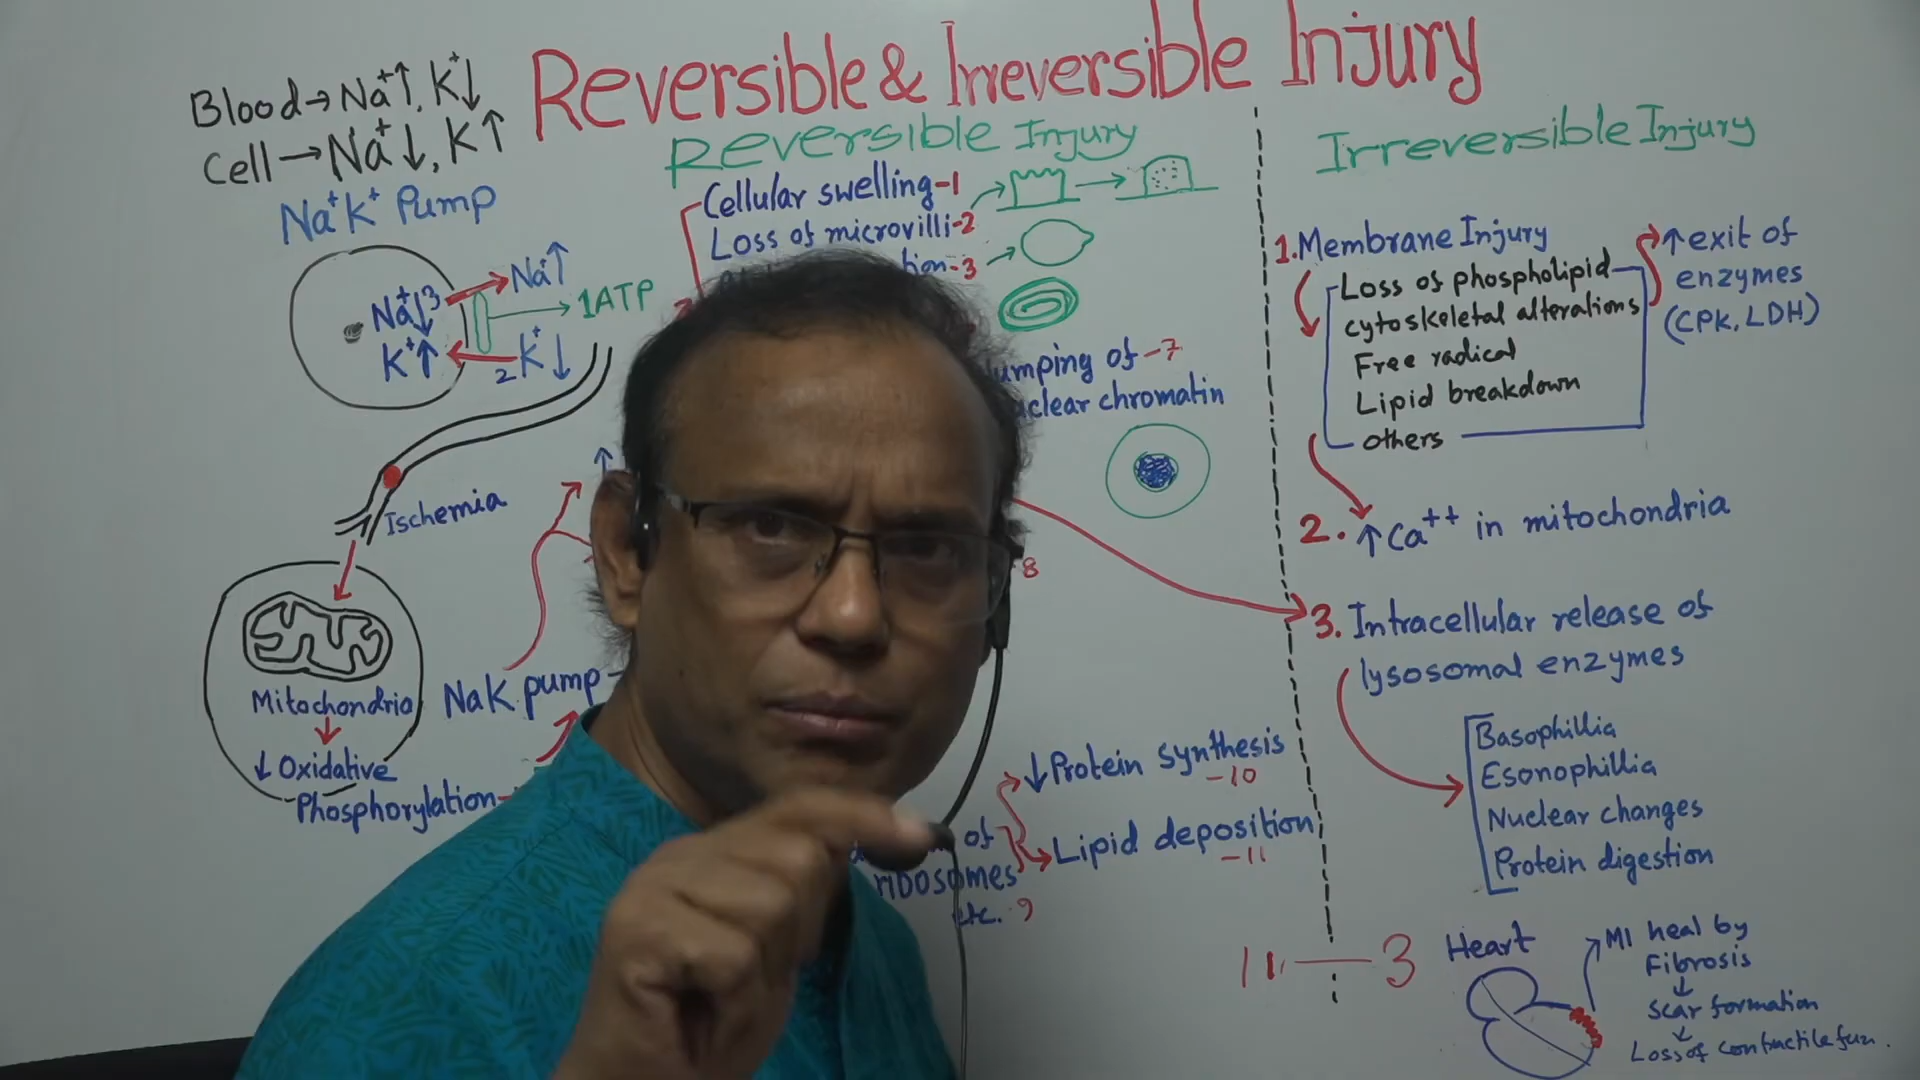 Reversible & Irreversible Injury
Blood→Na⁺↑, K⁺↓
Cell→Na⁺↓, K↑
Na⁺K⁺ Pump
Na⁺↓3
Na↑
K⁺↑
2 K⁺↓
1ATP
Ischemia
Mitochondria
↓ Oxidative
Phosphorylation-
NaK pump-
Reversible Injury
Cellular swelling-1
Loss of microvilli-2
-3
of -7
chromatin
8
of
ribosomes
etc. 9
↓ Protein synthesis
-10
Lipid deposition
-11
11 — 3
Irreversible Injury
1. Membrane Injury
Loss of phospholipid
cytoskeletal alterations
Free radical
Lipid breakdown
others
↑ exit of
enzymes
(CPK, LDH)
2. ↑Ca⁺⁺ in mitochondria
3. Intracellular release of
lysosomal enzymes
Basophillia
Esonophillia
Nuclear changes
Protein digestion
Heart
MI heal by
Fibrosis
↓
Scar formation
↓
Loss of contractile fun.